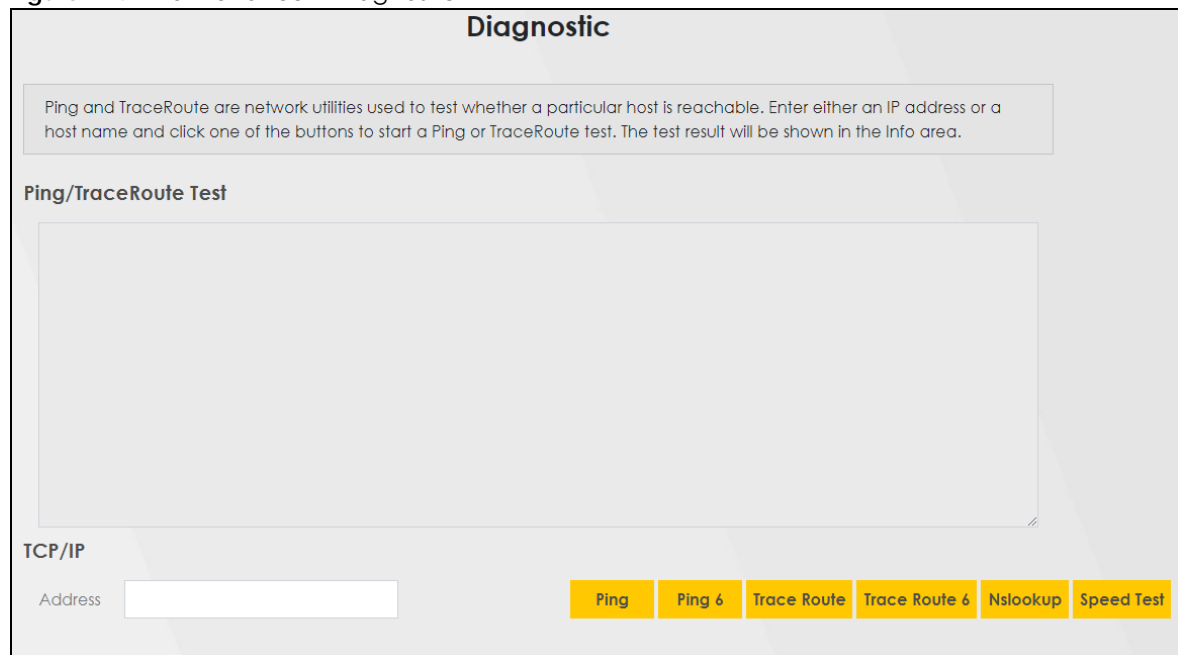 Diagnostic
Ping and TraceRoute are network utilities used to test whether a particular host is reachable. Enter either an IP address or a
host name and click one of the buttons to start a Ping or TraceRoute test. The test result will be shown in the Info area.
Ping/TraceRoute Test
TCP/IP
Address
Ping
Ping 6
Trace Route
Trace Route 6
Nslookup
Speed Test